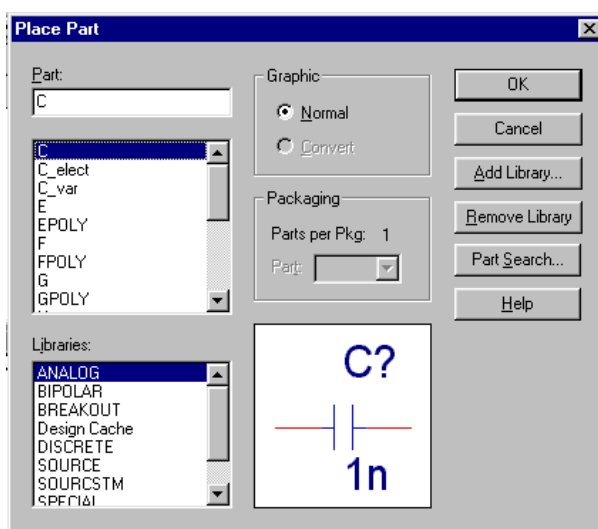 Place Part
Part:
C
C
C_elect
C_var
E
EPOLY
F
FPOLY
G
GPOLY
Libraries:
ANALOG
BIPOLAR
BREAKOUT
Design Cache
DISCRETE
SOURCE
SOURCSTM
SPECIAL
Graphic
Normal
Convert
Packaging
Parts per Pkg: 1
Part:
C?
1n
OK
Cancel
Add Library...
Remove Library
Part Search...
Help